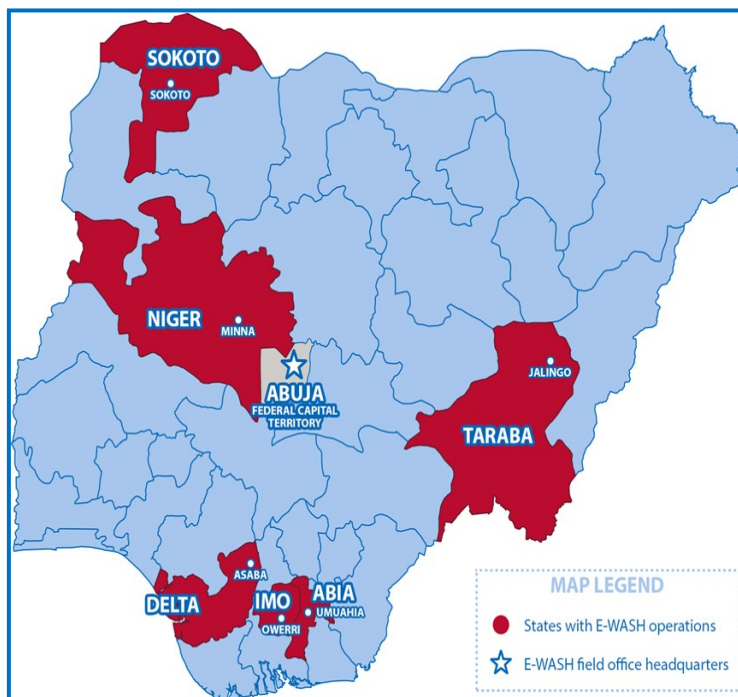 SOKOTO
SOKOTO
NIGER
MINNA
ABUJA
FEDERAL CAPITAL
TERRITORY
JALINGO
TARABA
ASABA
DELTA
IMO
ABIA
UMUAHIA
OWERRI
MAP LEGEND
States with E-WASH operations
E-WASH field office headquarters